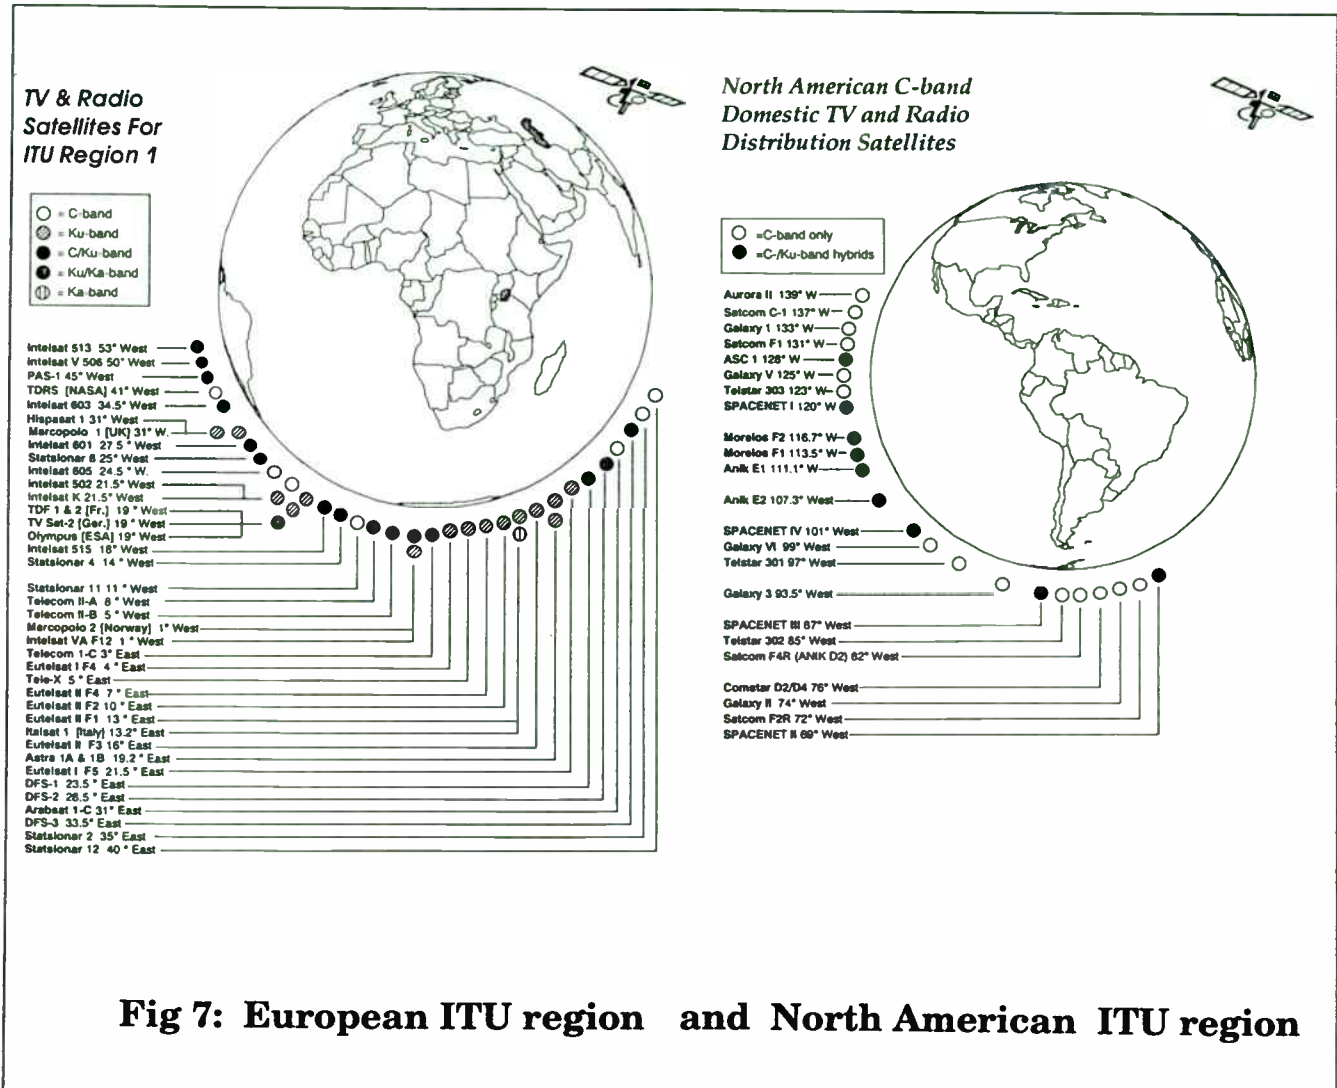 TV & Radio
Satellites For
ITU Region 1
= C-band
= Ku-band
= C/Ku-band
= Ku/Ka-band
= Ka-band
Intelsat 513 53° West
Intelsat V 506 50° West
PAS-1 45° West
TDRS [NASA] 41° West
Intelsat 603 34.5° West
Hispasat 1 31° West
Marcopolo 1 [UK] 31° W.
Intelsat 601 27.5° West
Statsionar 8 25° West
Intelsat 605 24.5° W.
Intelsat 502 21.5° West
Intelsat K 21.5° West
TDF 1 & 2 [Fr.] 19° West
TV Sat-2 [Ger.] 19° West
Olympus [ESA] 19° West
Intelsat 515 18° West
Statsionar 4 14° West
Statsionar 11 11° West
Telecom II-A 8° West
Telecom II-B 5° West
Marcopolo 2 [Norway] 1° West
Intelsat VA F12 1° West
Telecom 1-C 3° East
Eutelsat I F4 4° East
Tele-X 5° East
Eutelsat II F4 7° East
Eutelsat II F2 10° East
Eutelsat II F1 13° East
Italsat 1 [Italy] 13.2° East
Eutelsat II F3 16° East
Astra 1A & 1B 19.2° East
Eutelsat I F5 21.5° East
DFS-1 23.5° East
DFS-2 28.5° East
Arabsat 1-C 31° East
DFS-3 33.5° East
Statsionar 2 35° East
Statsionar 12 40° East
North American C-band
Domestic TV and Radio
Distribution Satellites
=C-band only
=C-/Ku-band hybrids
Aurora II 139° W
Satcom C-1 137° W
Galaxy 1 133° W
Satcom F1 131° W
ASC 1 128° W
Galaxy V 125° W
Telstar 303 123° W
SPACENET I 120° W
Morelos F2 116.7° W
Morelos F1 113.5° W
Anik E1 111.1° W
Anik E2 107.3° West
SPACENET IV 101° West
Galaxy VI 99° West
Telstar 301 97° West
Galaxy 3 93.5° West
SPACENET III 87° West
Telstar 302 85° West
Satcom F4R (ANIK D2) 82° West
Comstar D2/D4 76° West
Galaxy II 74° West
Satcom F2R 72° West
SPACENET II 69° West
Fig 7: European ITU region and North American ITU region